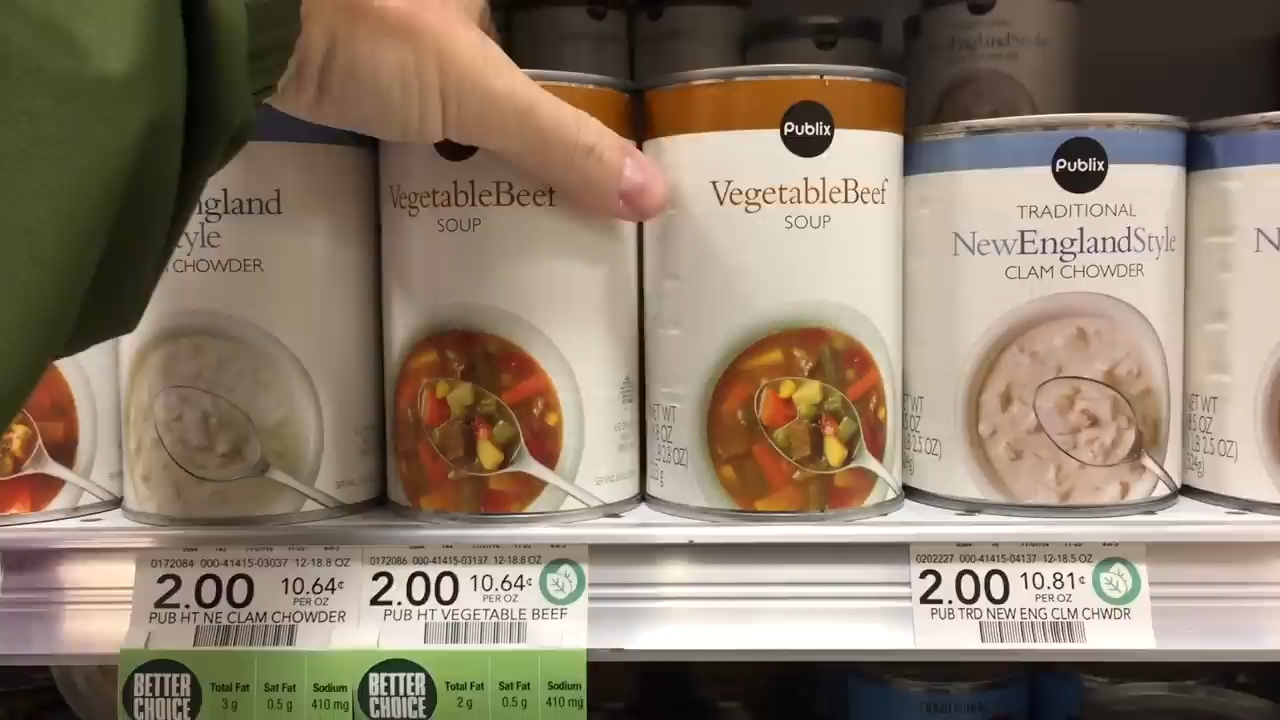 Publix
VegetableBeef
SOUP
VegetableBeef
SOUP
Publix
TRADITIONAL
NewEnglandStyle
CLAM CHOWDER
ngland
tyle
CHOWDER
N
0172084 000-41415-03037 12-18.8 OZ
2.00 10.64¢
PER OZ
PUB HT NE CLAM CHOWDER
0172086 000-41415-03137 12-18.8 OZ
2.00 10.64¢
PER OZ
PUB HT VEGETABLE BEEF
0202227 000-41415-04137 12-18.5 OZ
2.00 10.81¢
PER OZ
PUB TRD NEW ENG CLM CHWDR
BETTER
CHOICE
Total Fat Sat Fat Sodium
3 g 0.5 g 410 mg
BETTER
CHOICE
Total Fat Sat Fat Sodium
2 g 0.5 g 410 mg